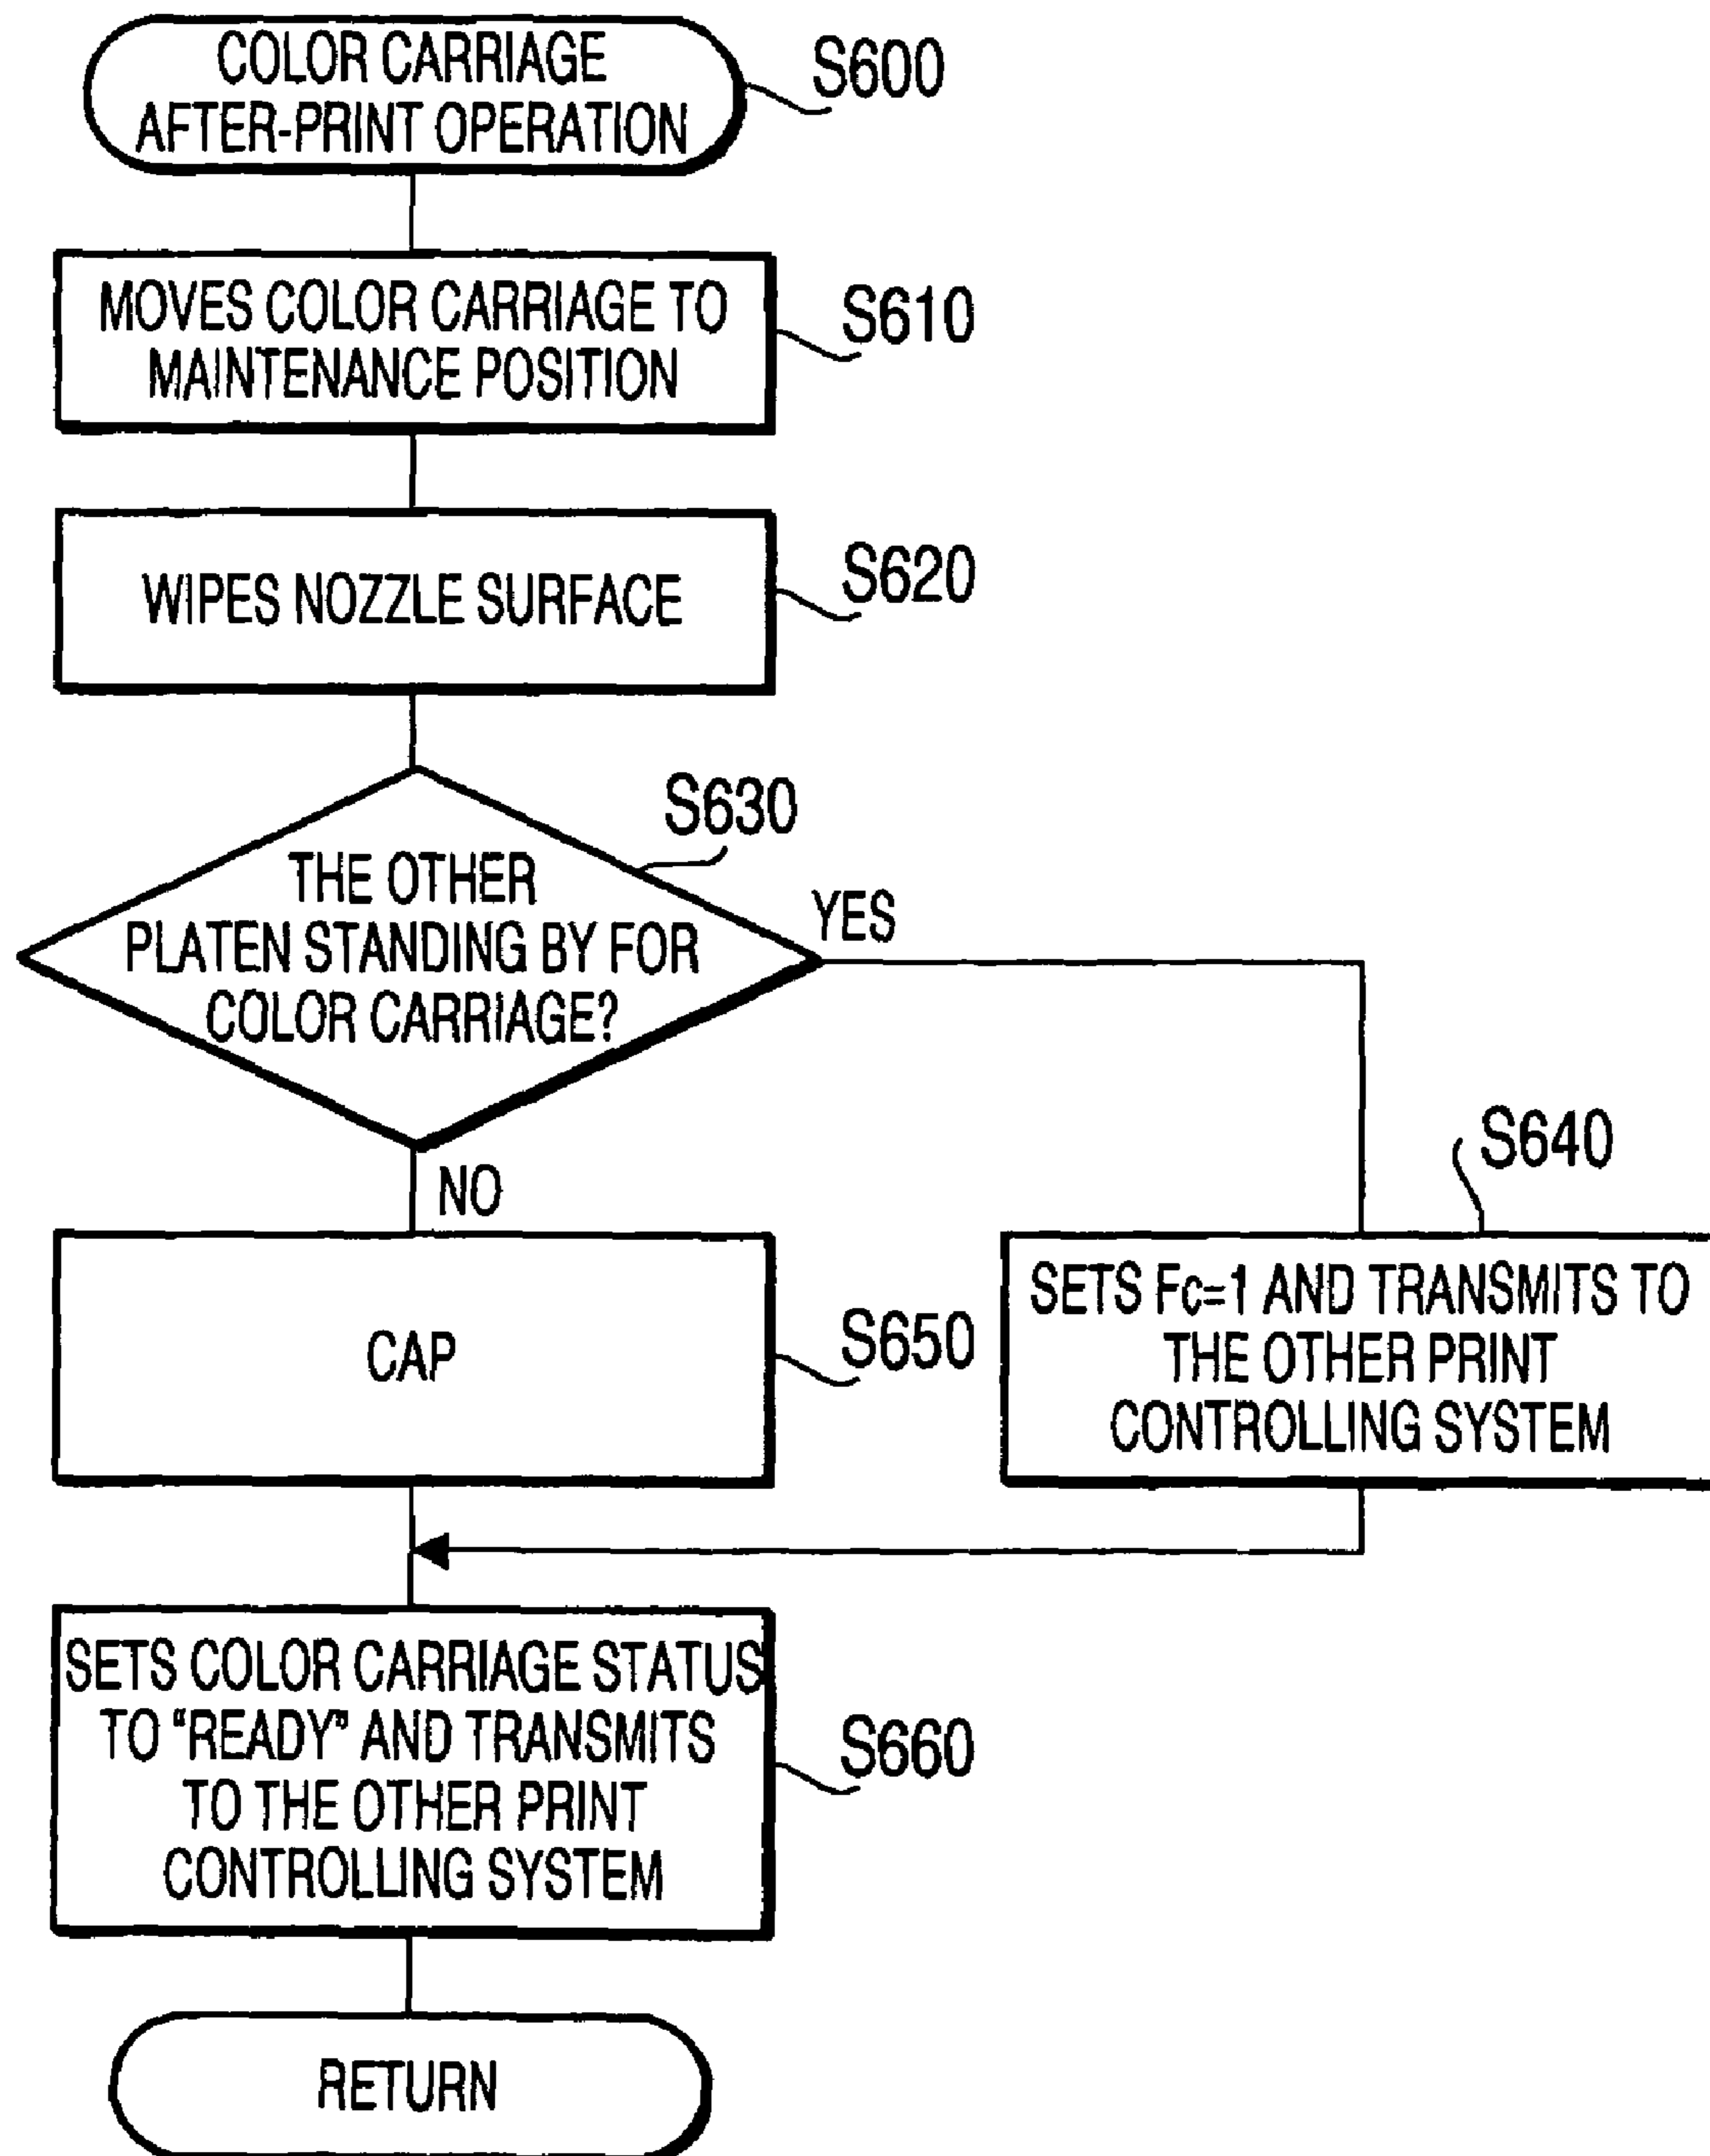 COLOR CARRIAGE
AFTER-PRINT OPERATION
S600
MOVES COLOR CARRIAGE TO
MAINTENANCE POSITION
S610
WIPES NOZZLE SURFACE
S620
S630
THE OTHER
PLATEN STANDING BY FOR
COLOR CARRIAGE?
YES
NO
S640
SETS Fc=1 AND TRANSMITS TO
THE OTHER PRINT
CONTROLLING SYSTEM
CAP
S650
SETS COLOR CARRIAGE STATUS
TO "READY" AND TRANSMITS
TO THE OTHER PRINT
CONTROLLING SYSTEM
S660
RETURN